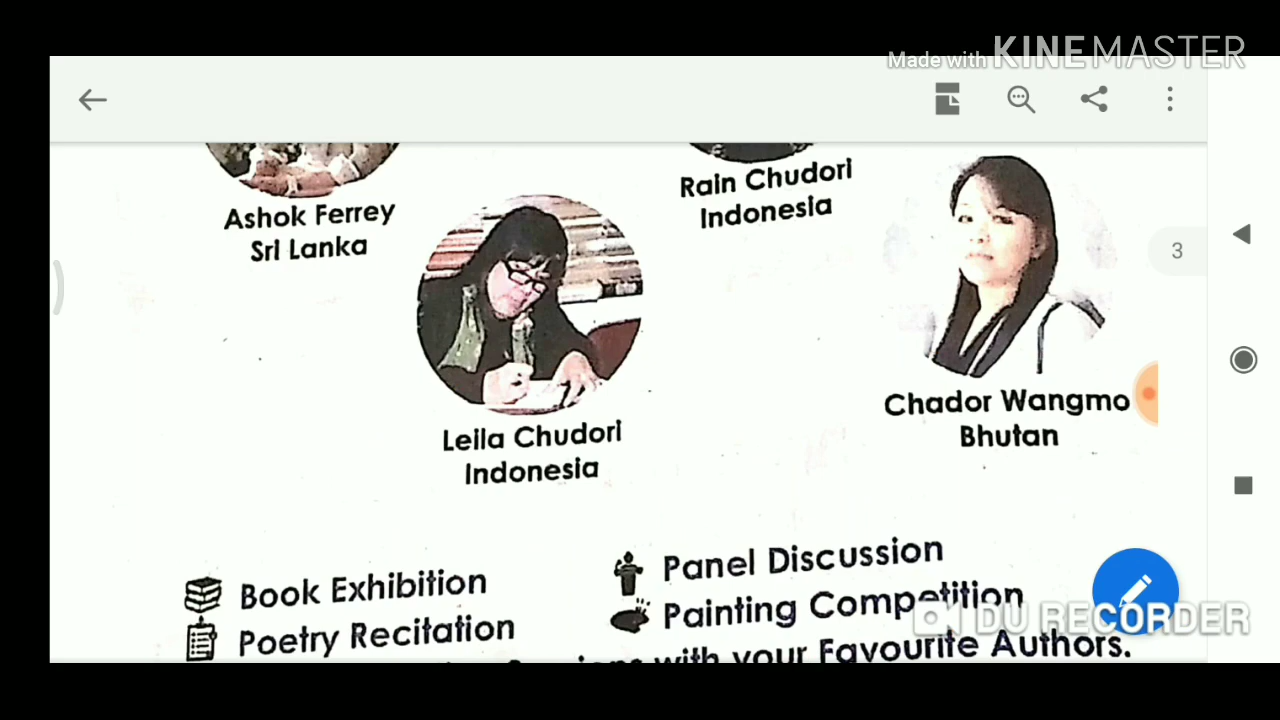 Made with KINEMASTER
3
Ashok Ferrey
Sri Lanka
Rain Chudori
Indonesia
Leila Chudori
Indonesia
Chador Wangmo
Bhutan
Book Exhibition
Panel Discussion
Poetry Recitation
Painting Competition
with your Favourite Authors.
DU RECORDER